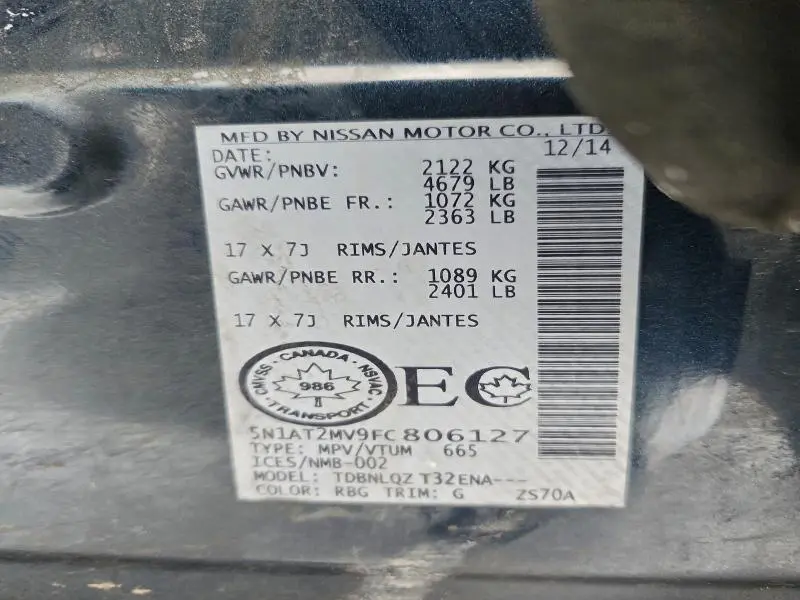 MFD BY NISSAN MOTOR CO., LTD.
DATE: 12/14
GVWR/PNBV: 2122 KG
4679 LB
GAWR/PNBE FR.: 1072 KG
2363 LB
17 X 7J RIMS/JANTES
GAWR/PNBE RR.: 1089 KG
2401 LB
17 X 7J RIMS/JANTES
CANADA
CMVSS · NSVAC
986
TRANSPORT
EC
5N1AT2MV9FC806127
TYPE: MPV/VTUM 665
ICES/NMB-002
MODEL: TDBNLQZ T32ENA---
COLOR: RBG TRIM: G ZS70A